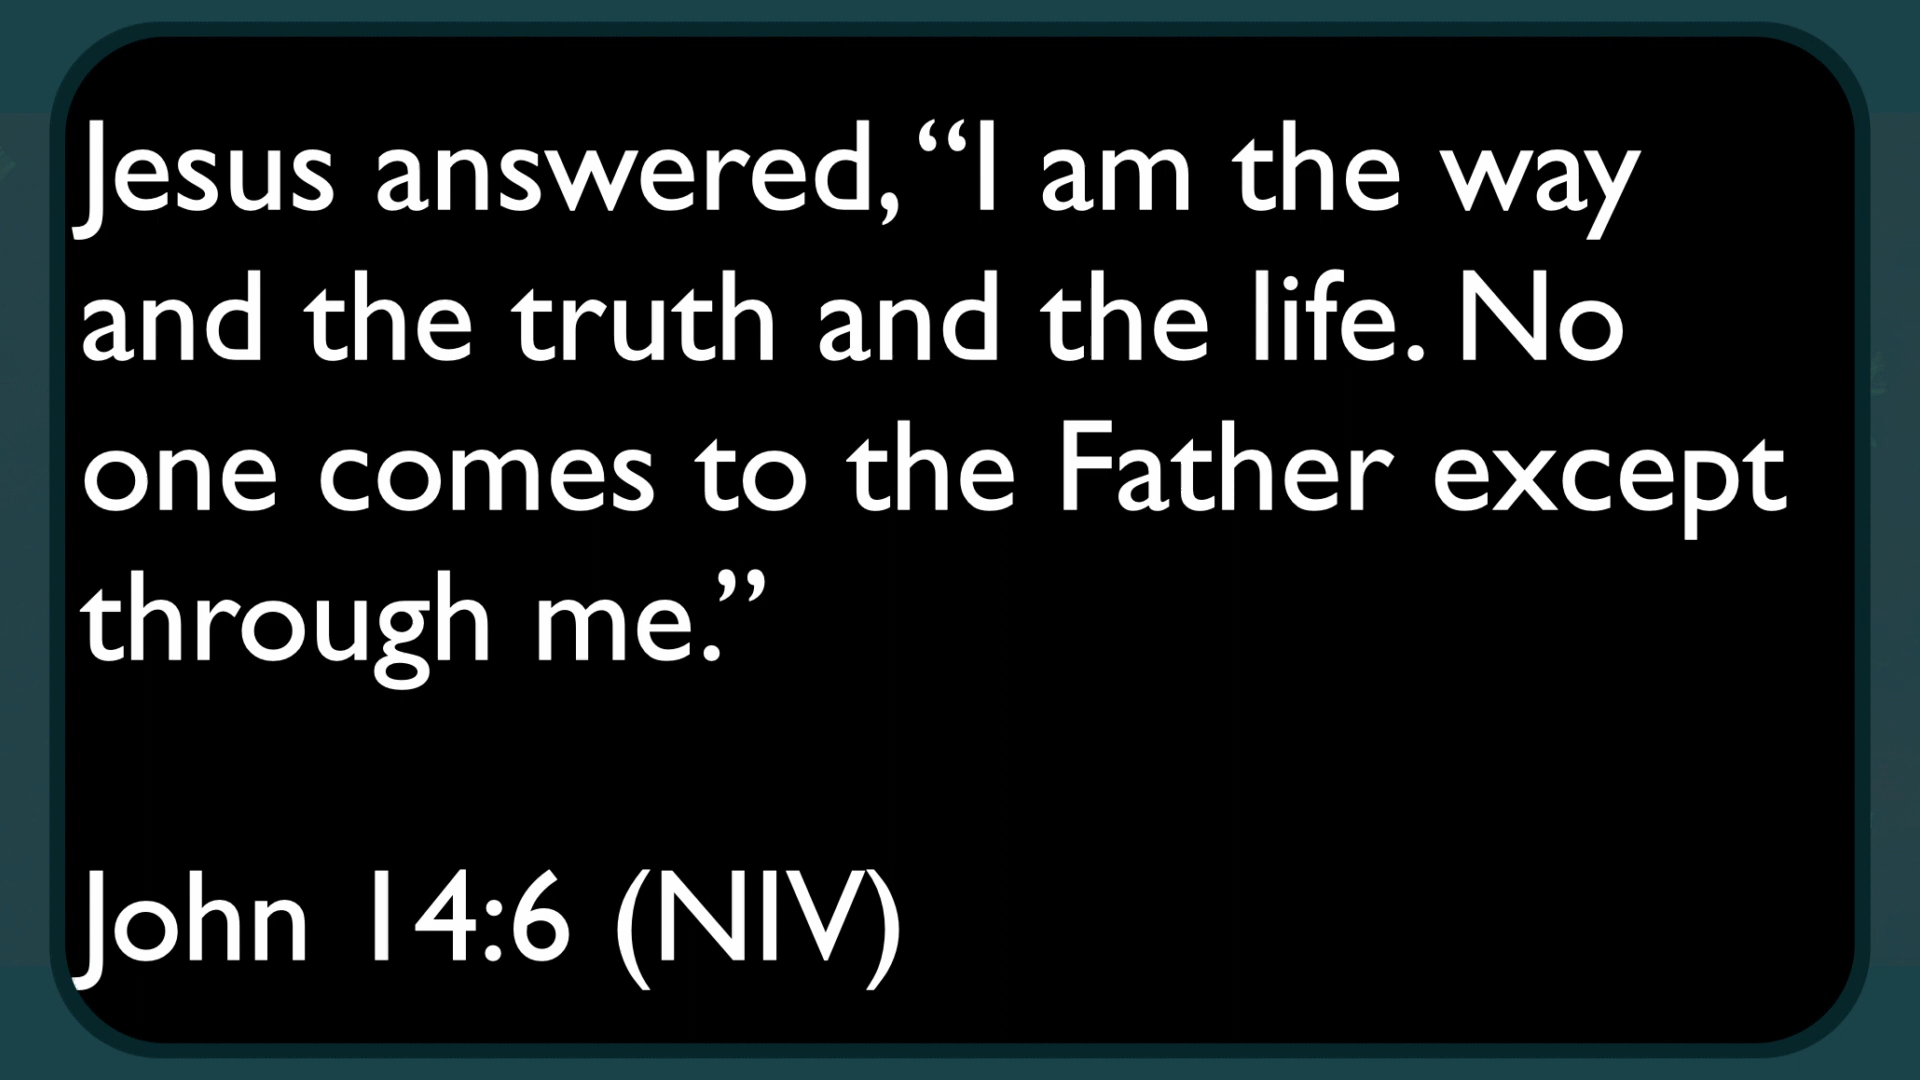 Jesus answered, “I am the way
and the truth and the life. No
one comes to the Father except
through me.”
John 14:6 (NIV)